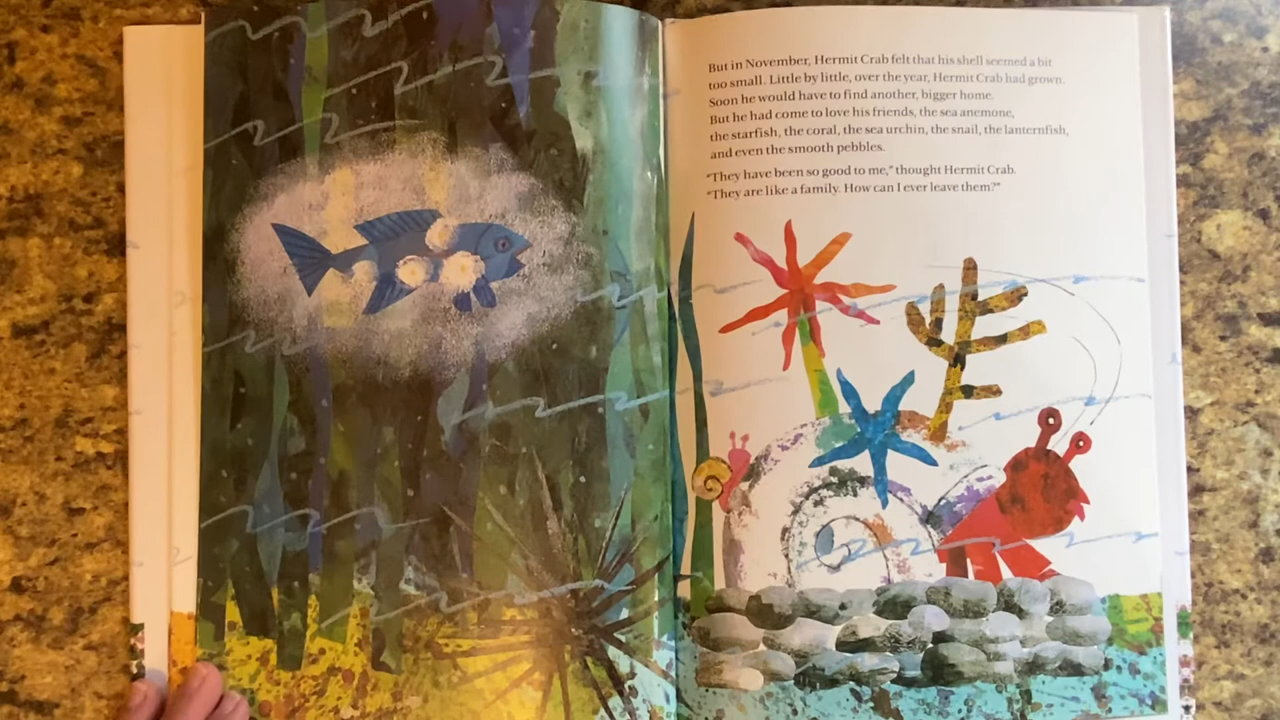 But in November, Hermit Crab felt that his shell seemed a bit
too small. Little by little, over the year, Hermit Crab had grown.
Soon he would have to find another, bigger home.
But he had come to love his friends, the sea anemone,
the starfish, the coral, the sea urchin, the snail, the lanternfish,
and even the smooth pebbles.
"They have been so good to me," thought Hermit Crab.
"They are like a family. How can I ever leave them?"